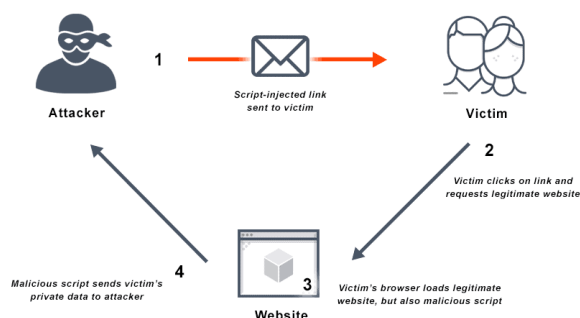 1
Script-injected link
sent to victim
Attacker
Victim
2
Victim clicks on link and
requests legitimate website
3
Victim's browser loads legitimate
website, but also malicious script
4
Malicious script sends victim's
private data to attacker
Website